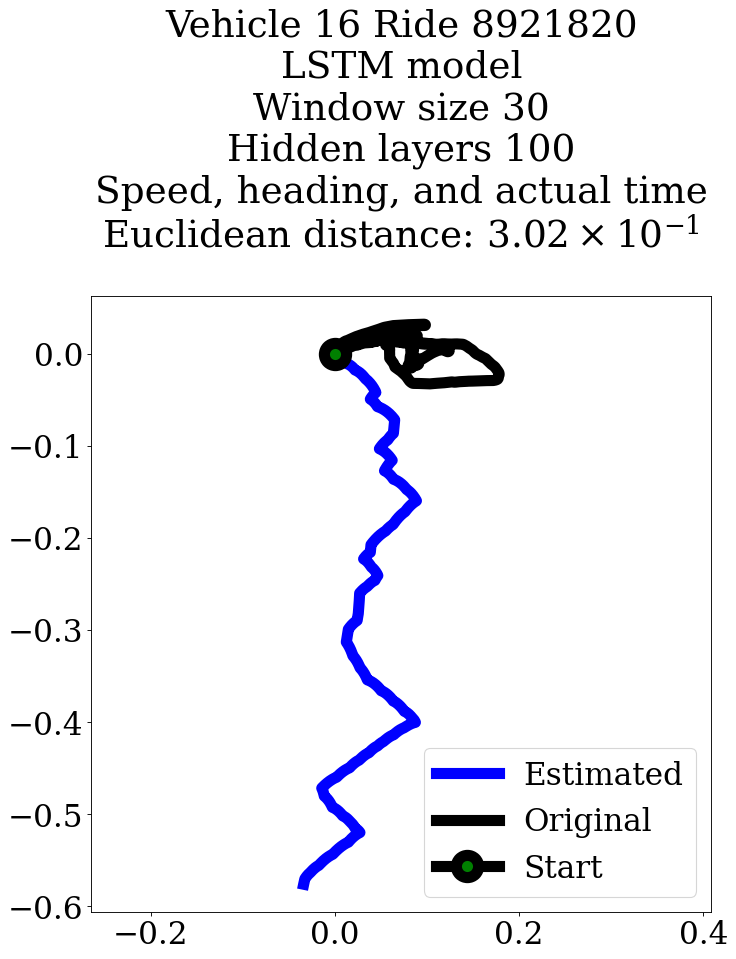 Vehicle 16 Ride 8921820
LSTM model
Window size 30
Hidden layers 100
Speed, heading, and actual time
Euclidean distance: 3.02 × 10⁻¹
0.0
−0.1
−0.2
−0.3
−0.4
−0.5
−0.6
Estimated
Original
Start
−0.2
0.0
0.2
0.4